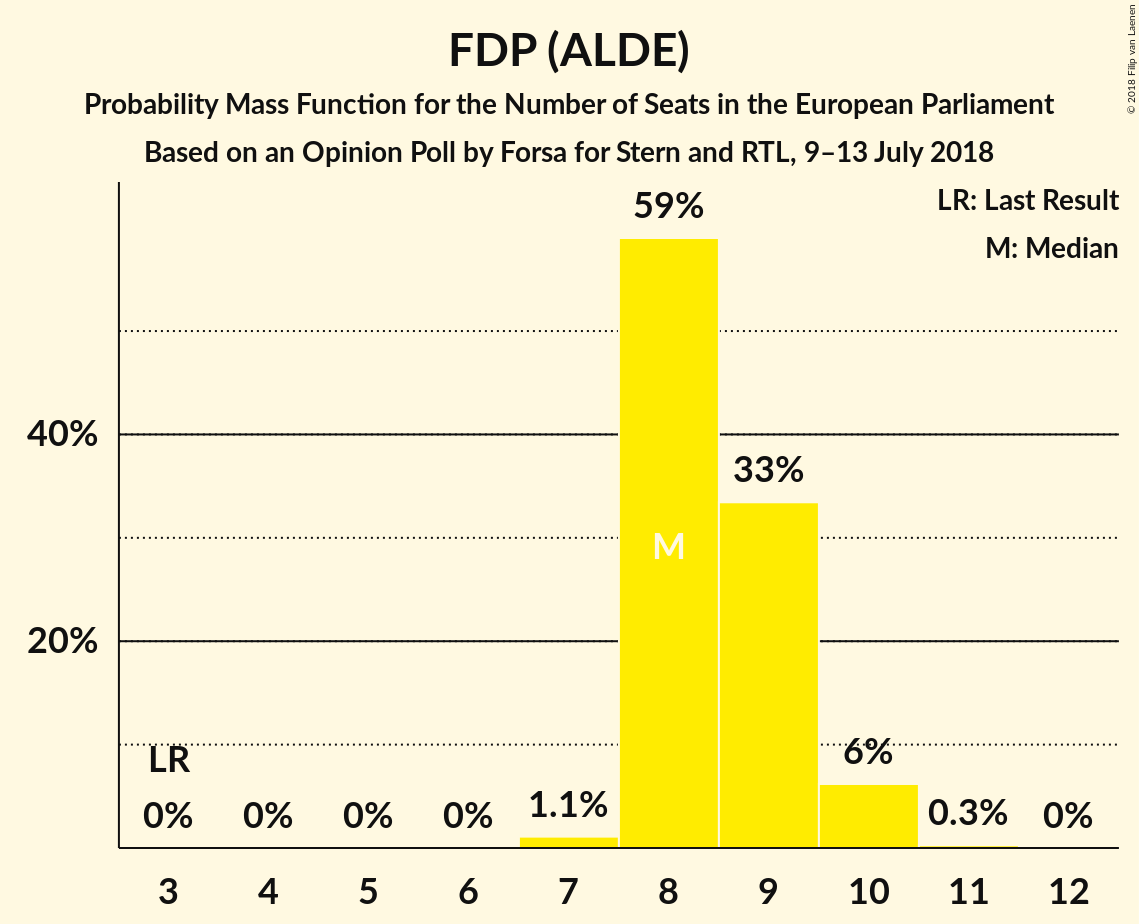 FDP (ALDE)
Probability Mass Function for the Number of Seats in the European Parliament
Based on an Opinion Poll by Forsa for Stern and RTL, 9–13 July 2018
© 2018 Filip van Laenen
LR: Last Result
M: Median
59%
40%
33%
M
20%
LR
6%
0% 0% 0% 0% 1.1% 0.3% 0%
3 4 5 6 7 8 9 10 11 12